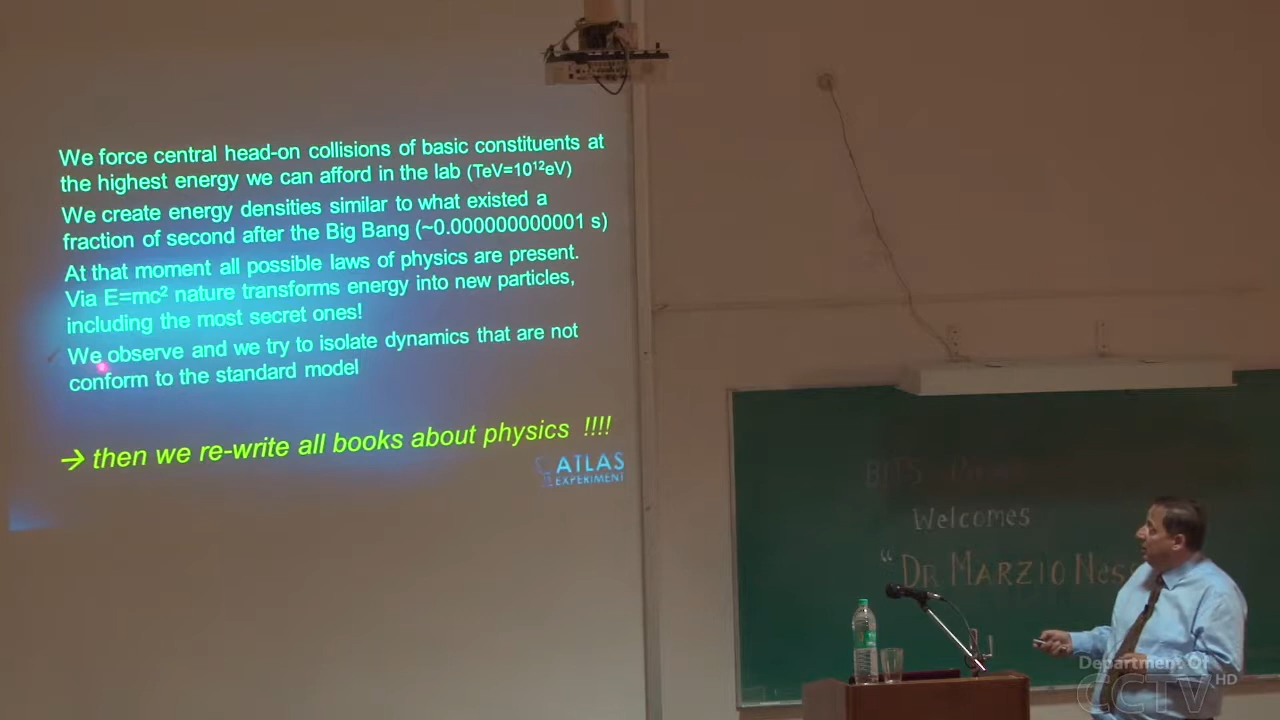 We force central head-on collisions of basic constituents at
the highest energy we can afford in the lab (TeV=10¹²eV)
We create energy densities similar to what existed a
fraction of second after the Big Bang (~0.000000000001 s)
At that moment all possible laws of physics are present.
Via E=mc² nature transforms energy into new particles,
including the most secret ones!
We observe and we try to isolate dynamics that are not
conform to the standard model
→ then we re-write all books about physics !!!!
ATLAS
EXPERIMENT
BITS
Welcomes
"DR MARZIO
Department Of
CCTV HD